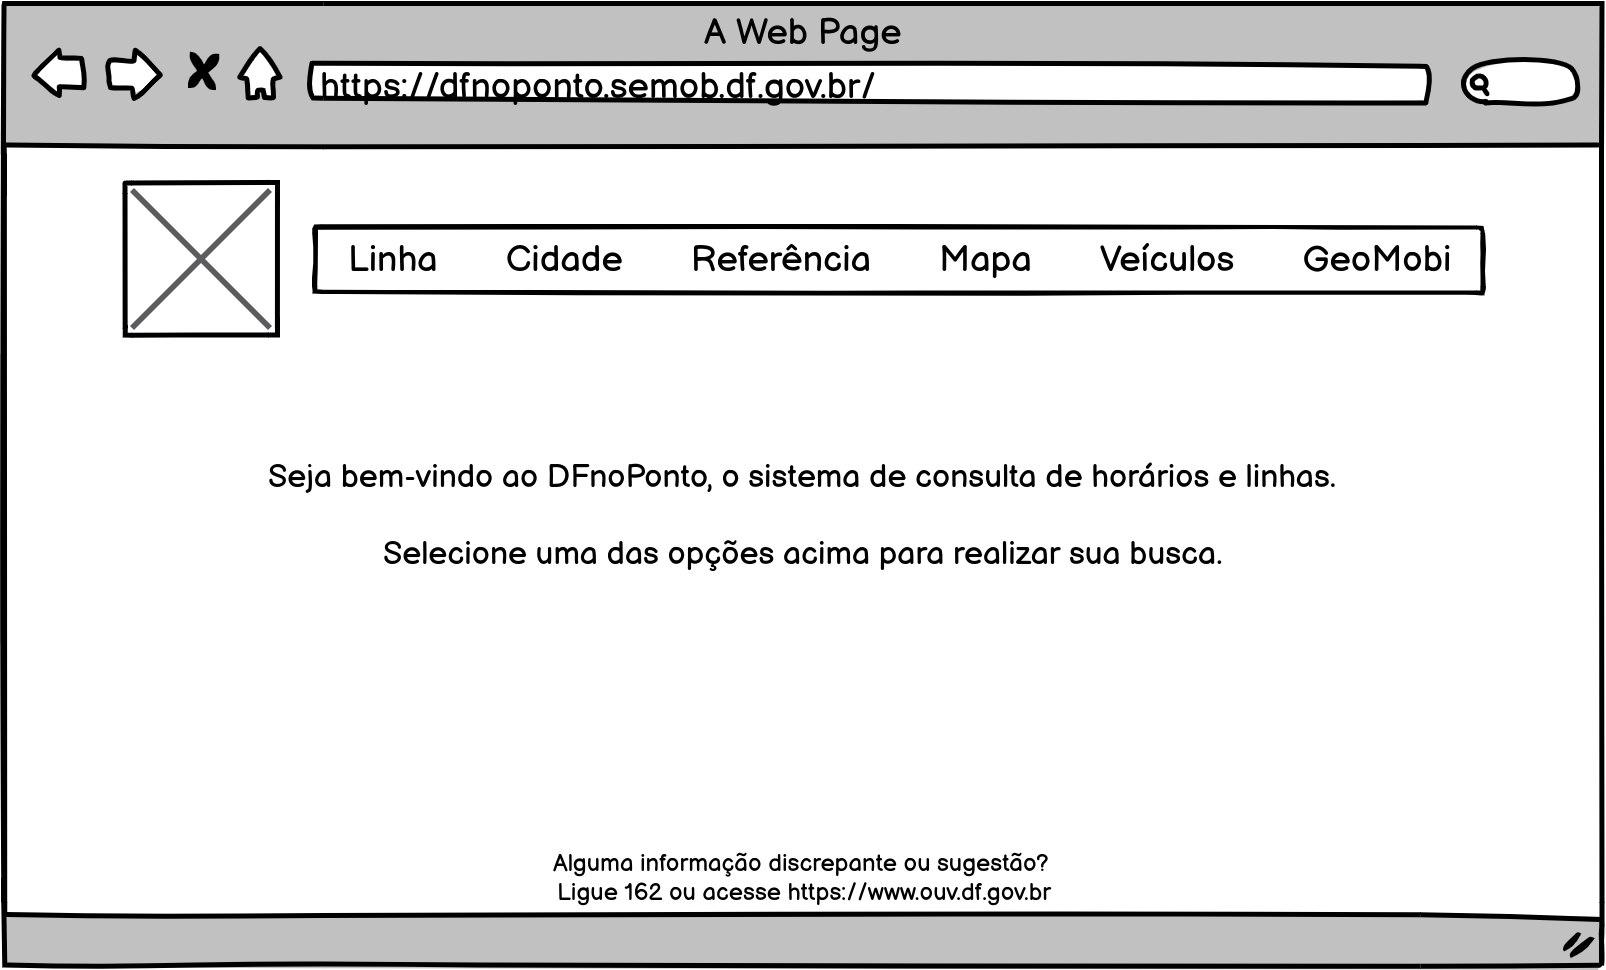 A Web Page
https://dfnoponto.semob.df.gov.br/
Linha Cidade Referência Mapa Veículos GeoMobi
Seja bem-vindo ao DFnoPonto, o sistema de consulta de horários e linhas.
Selecione uma das opções acima para realizar sua busca.
Alguma informação discrepante ou sugestão?
Ligue 162 ou acesse https://www.ouv.df.gov.br